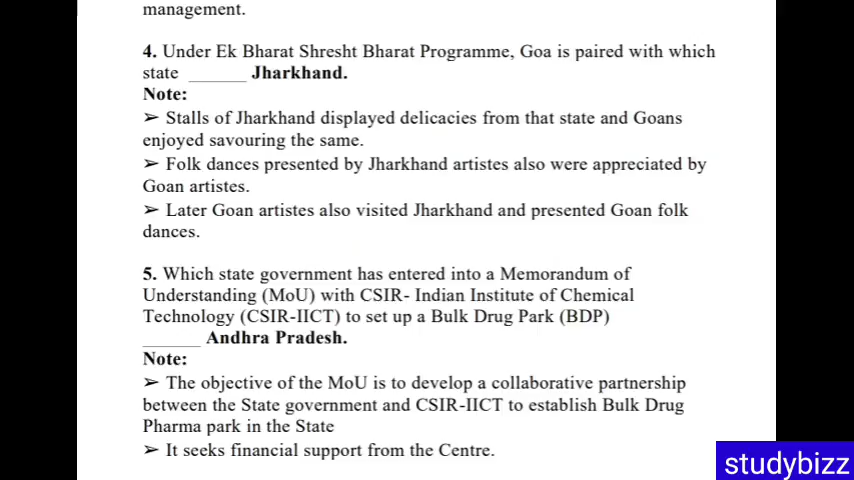 management.
4. Under Ek Bharat Shresht Bharat Programme, Goa is paired with which
state ______ Jharkhand.
Note:
➢ Stalls of Jharkhand displayed delicacies from that state and Goans
enjoyed savouring the same.
➢ Folk dances presented by Jharkhand artistes also were appreciated by
Goan artistes.
➢ Later Goan artistes also visited Jharkhand and presented Goan folk
dances.
5. Which state government has entered into a Memorandum of
Understanding (MoU) with CSIR- Indian Institute of Chemical
Technology (CSIR-IICT) to set up a Bulk Drug Park (BDP)
______ Andhra Pradesh.
Note:
➢ The objective of the MoU is to develop a collaborative partnership
between the State government and CSIR-IICT to establish Bulk Drug
Pharma park in the State
➢ It seeks financial support from the Centre.
studybizz